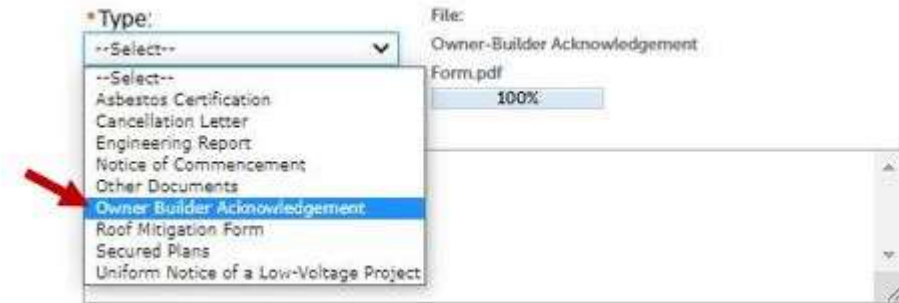 *Type:
--Select--
--Select--
Asbestos Certification
Cancellation Letter
Engineering Report
Notice of Commencement
Other Documents
Owner Builder Acknowledgement
Roof Mitigation Form
Secured Plans
Uniform Notice of a Low-Voltage Project
File:
Owner-Builder Acknowledgement
Form.pdf
100%